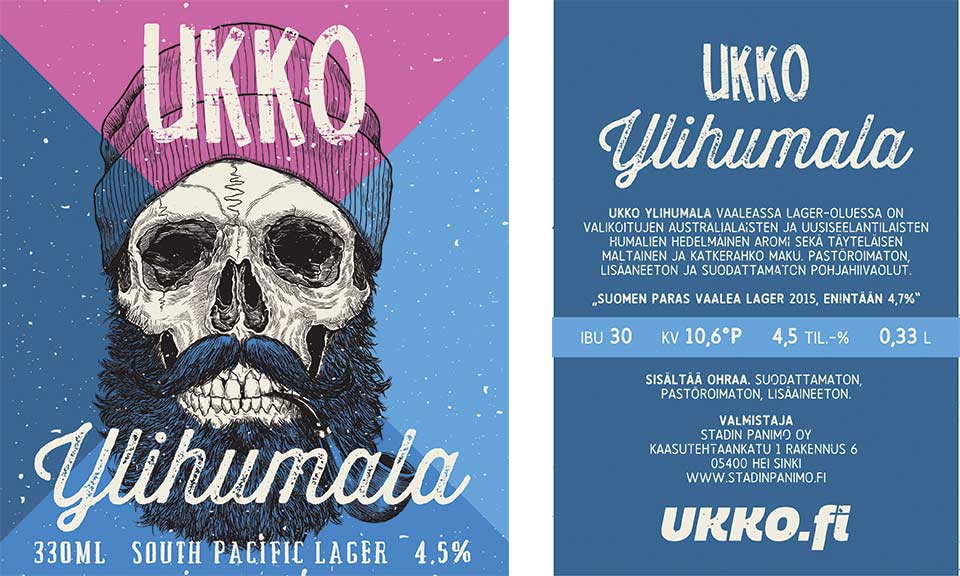 UKKO
Ylihumala
330ML SOUTH PACIFIC LAGER 4,5%
UKKO
Ylihumala
UKKO YLIHUMALA VAALEASSA LAGER-OLUESSA ON
VALIKOITUJEN AUSTRALIALAISTEN JA UUSISEELANTILAISTEN
HUMALIEN HEDELMÄINEN AROMI SEKÄ TÄYTELÄISEN
MALTAINEN JA KATKERAHKO MAKU. PASTÖROIMATON,
LISÄAINEETON JA SUODATTAMATON POHJAHIIVAOLUT.
„SUOMEN PARAS VAALEA LAGER 2015, ENINTÄÄN 4,7%“
IBU 30 KV 10,6°P 4,5 TIL.-% 0,33 L
SISÄLTÄÄ OHRAA. SUODATTAMATON,
PASTÖROIMATON, LISÄAINEETON.
VALMISTAJA
STADIN PANIMO OY
KAASUTEHTAANKATU 1 RAKENNUS 6
05400 HEI SINKI
WWW.STADINPANIMO.FI
UKKO.fi